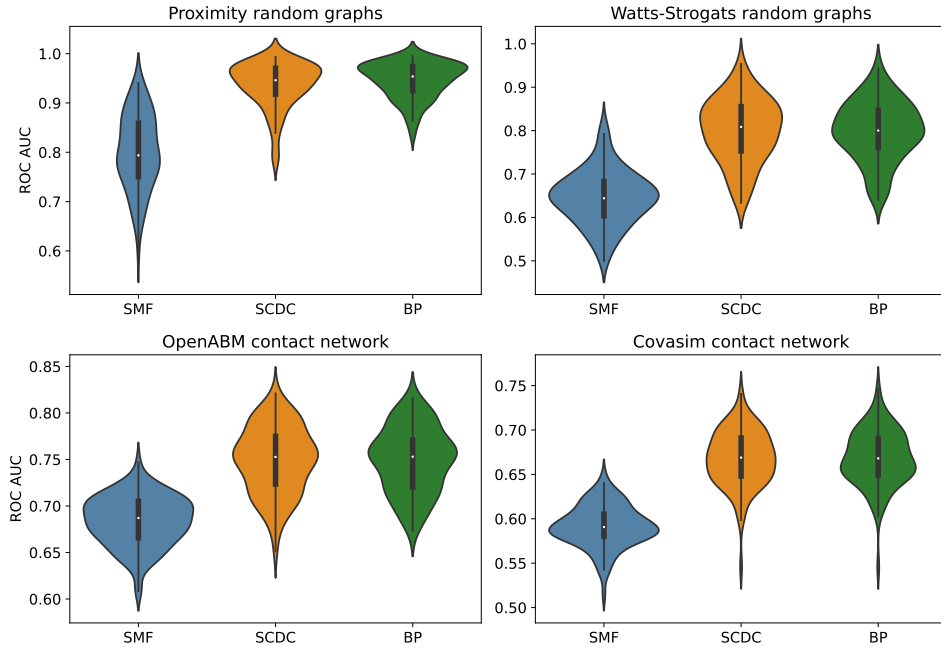 Proximity random graphs
ROC AUC
1.0
0.9
0.8
0.7
0.6
SMF SCDC BP
Watts-Strogats random graphs
1.0
0.9
0.8
0.7
0.6
0.5
SMF SCDC BP
OpenABM contact network
ROC AUC
0.85
0.80
0.75
0.70
0.65
0.60
SMF SCDC BP
Covasim contact network
0.75
0.70
0.65
0.60
0.55
0.50
SMF SCDC BP